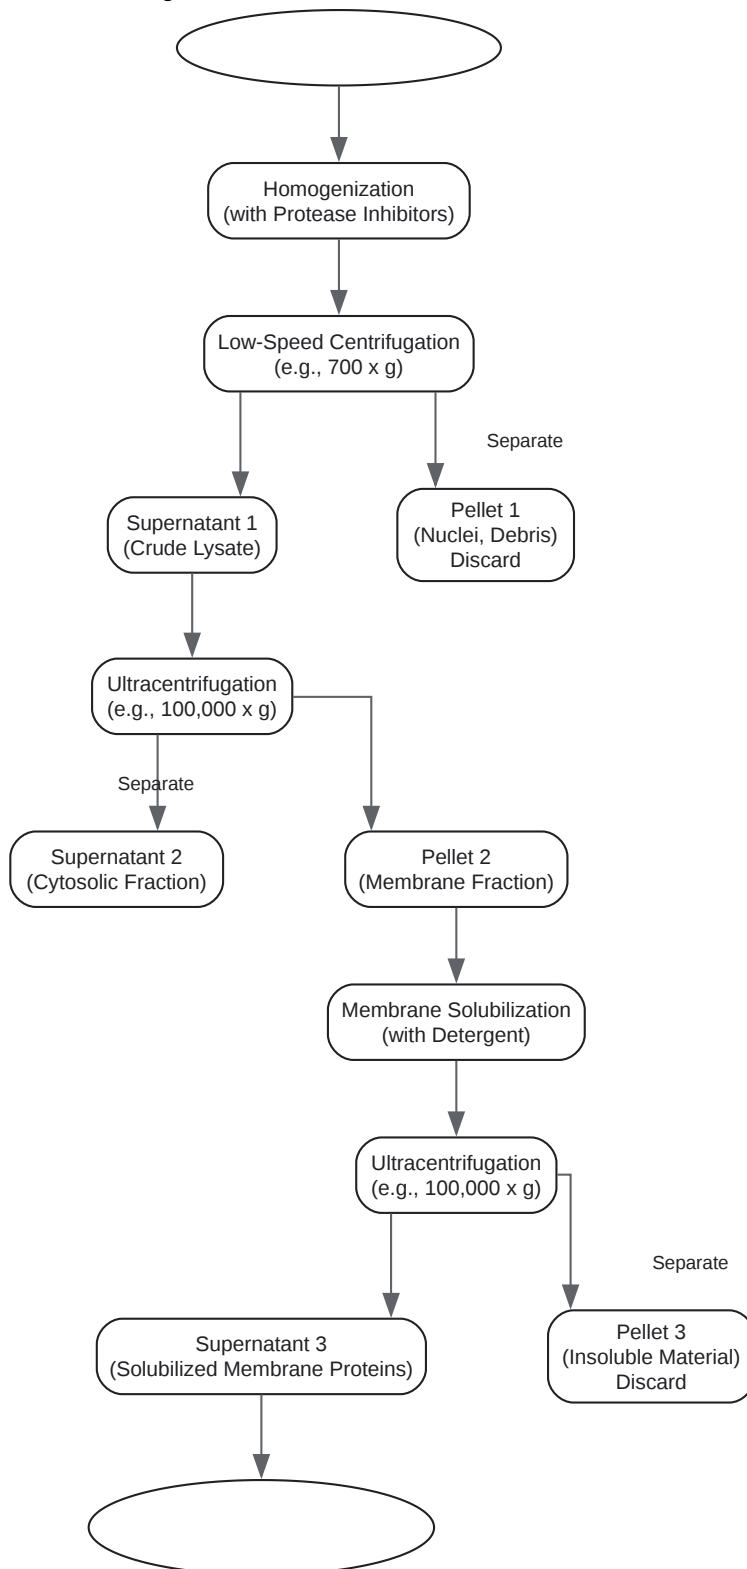 Homogenization
(with Protease Inhibitors)
Low-Speed Centrifugation
(e.g., 700 x g)
Separate
Supernatant 1
(Crude Lysate)
Pellet 1
(Nuclei, Debris)
Discard
Ultracentrifugation
(e.g., 100,000 x g)
Separate
Supernatant 2
(Cytosolic Fraction)
Pellet 2
(Membrane Fraction)
Membrane Solubilization
(with Detergent)
Ultracentrifugation
(e.g., 100,000 x g)
Separate
Supernatant 3
(Solubilized Membrane Proteins)
Pellet 3
(Insoluble Material)
Discard